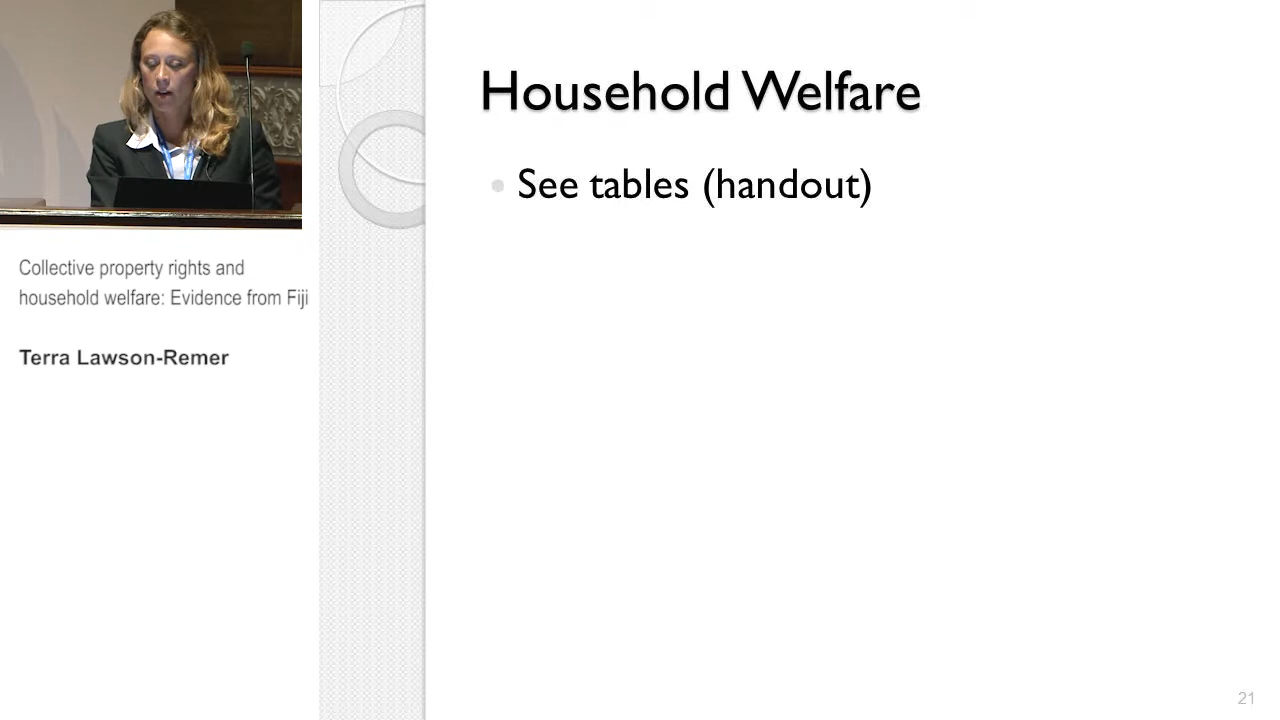 Household Welfare
See tables (handout)
Collective property rights and
household welfare: Evidence from Fiji
Terra Lawson-Remer
21